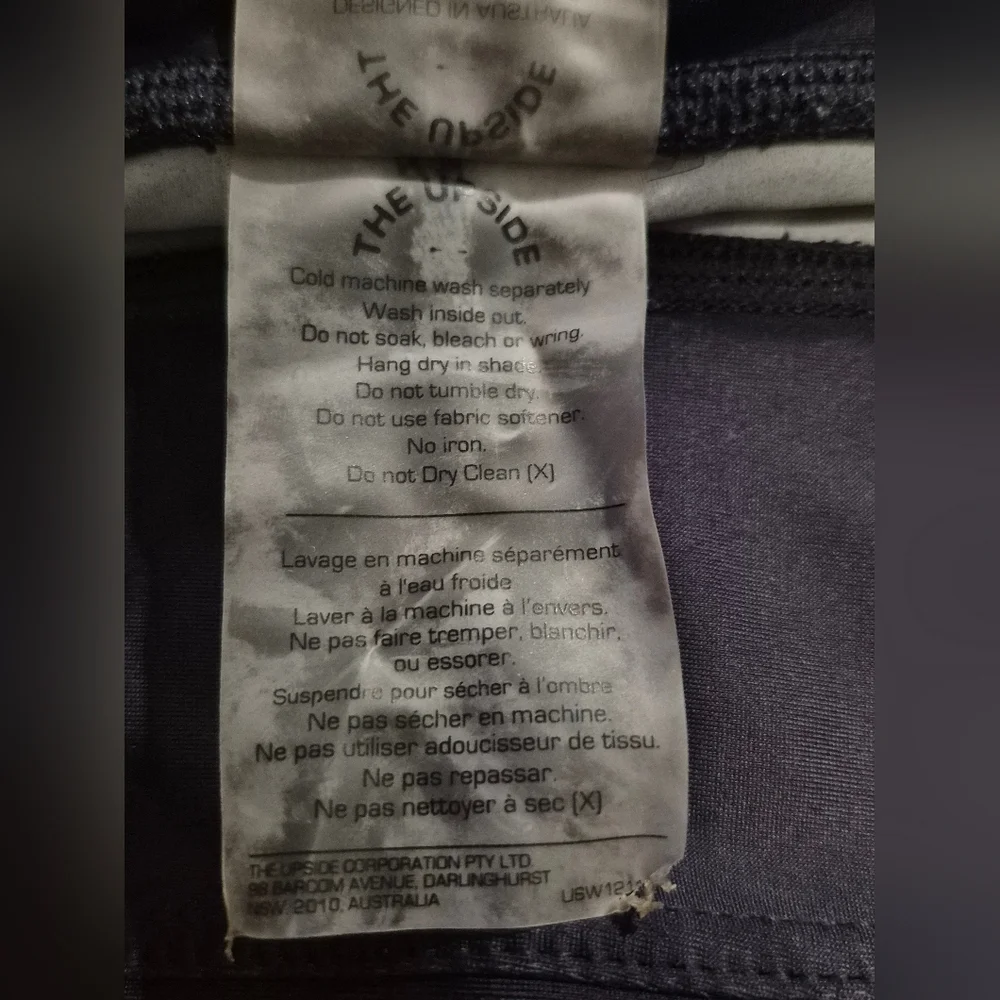 DESIGNED IN AUSTRALIA
THE UPSIDE
THE UPSIDE
Cold machine wash separately
Wash inside out.
Do not soak, bleach or wring.
Hang dry in shade
Do not tumble dry.
Do not use fabric softener.
No iron.
Do not Dry Clean (X)
Lavage en machine séparément
à l'eau froide
Laver à la machine à l'envers.
Ne pas faire tremper, blanchir,
ou essorer.
Suspendre pour sécher à l'ombre
Ne pas sécher en machine.
Ne pas utiliser adoucisseur de tissu.
Ne pas repassar.
Ne pas nettoyer à sec (X)
THE UPSIDE CORPORATION PTY LTD
98 BARCOM AVENUE, DARLINGHURST
NSW, 2010, AUSTRALIA